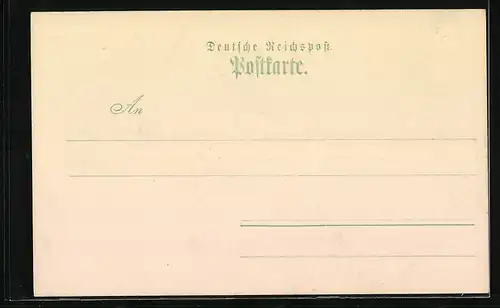 Deutsche Reichspost
Postkarte.
An